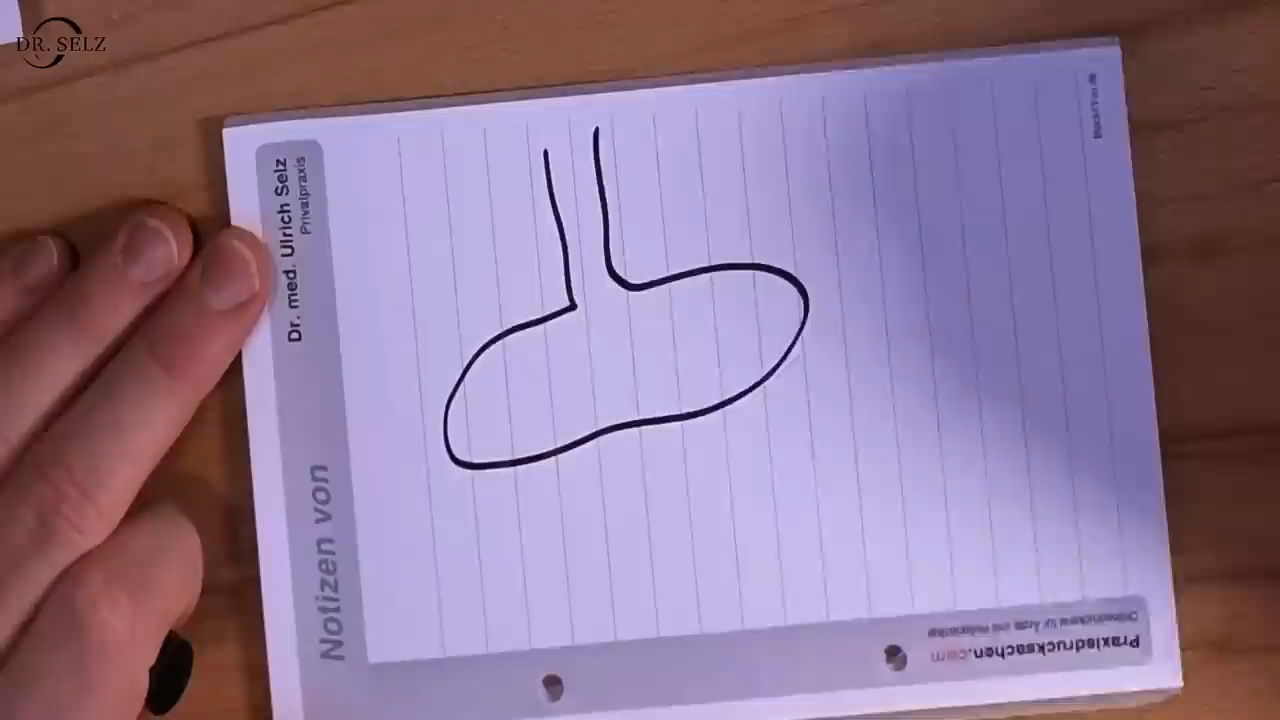 DR. SELZ
Notizen von
Dr. med. Ulrich Selz
Privatpraxis
Praxisdrucksachen.com